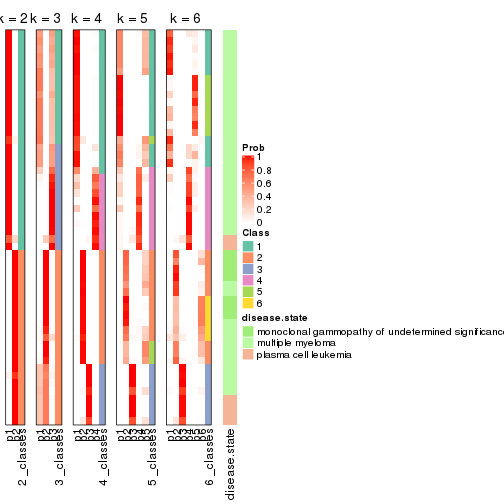 k = 2
k = 3
k = 4
k = 5
k = 6
Prob
1
0.8
0.6
0.4
0.2
0
Class
1
2
3
4
5
6
disease.state
monoclonal gammopathy of undetermined significance
multiple myeloma
plasma cell leukemia
p1
p2
2_classes
p1
p2
p3
3_classes
p1
p2
p3
p4
4_classes
p1
p2
p3
p4
p5
5_classes
p1
p2
p3
p4
p5
p6
6_classes
disease.state